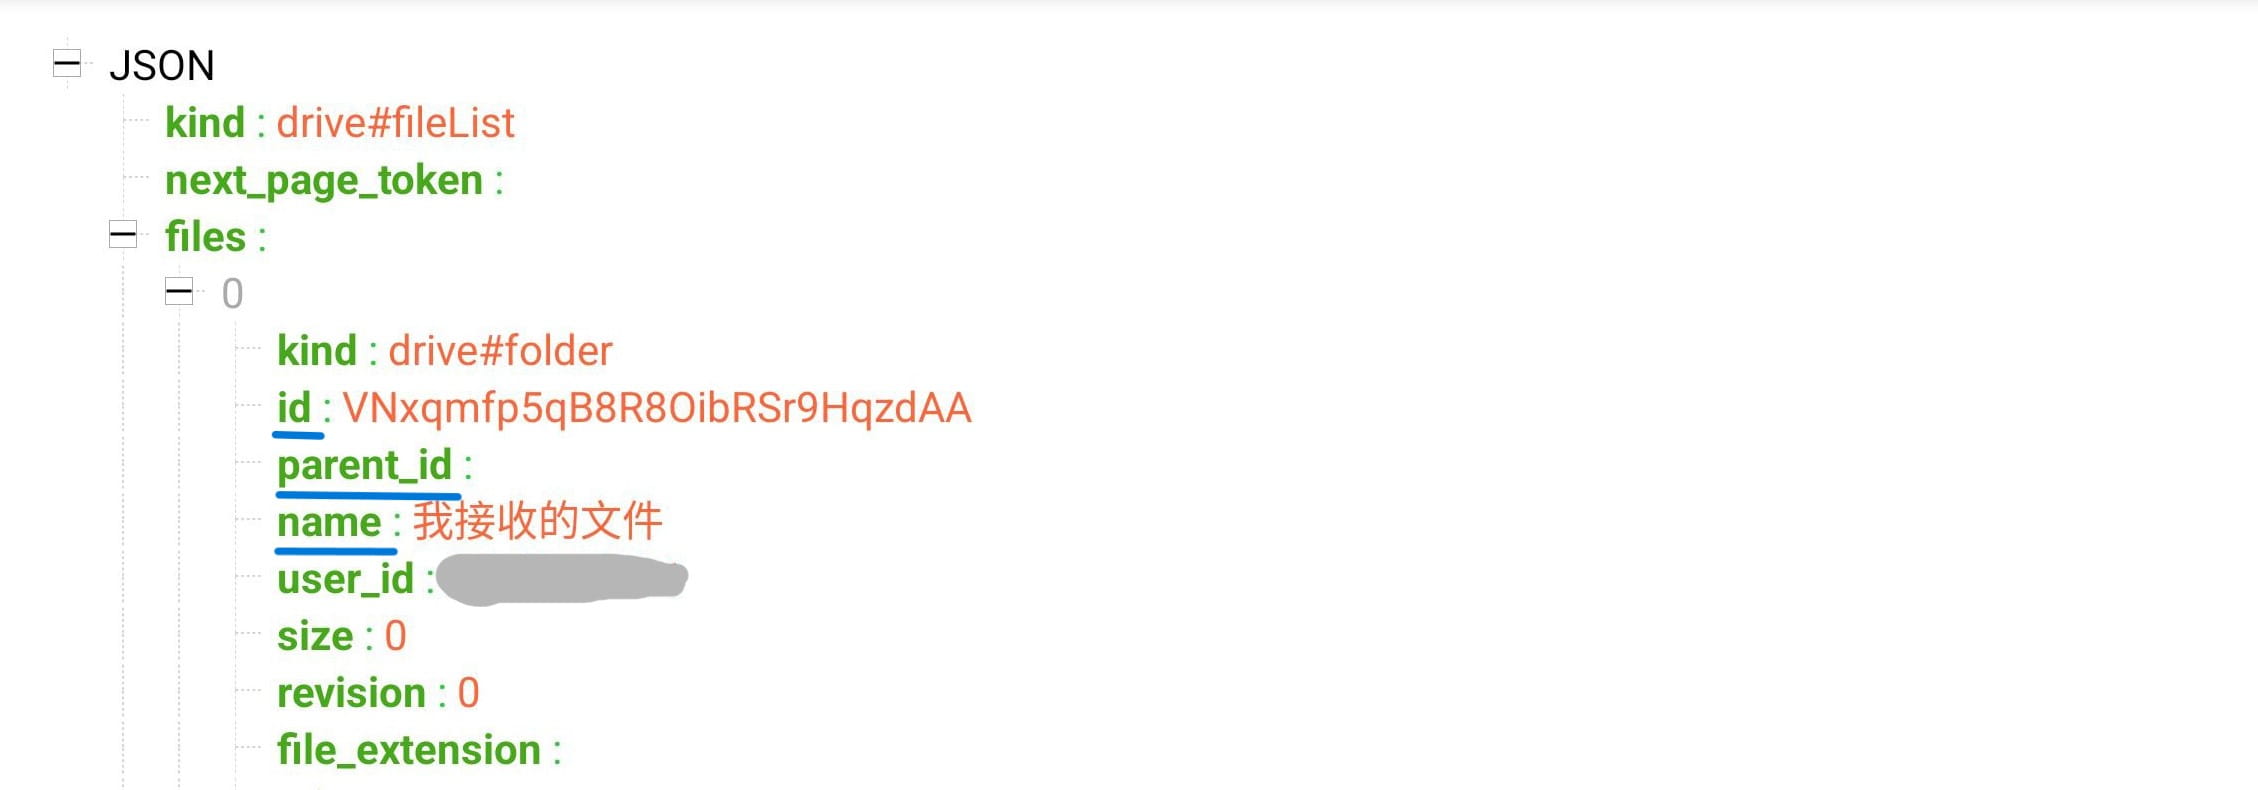 JSON
kind : drive#fileList
next_page_token :
files :
0
kind : drive#folder
id : VNxqmfp5qB8R8OibRSr9HqzdAA
parent_id :
name : 我接收的文件
user_id :
size : 0
revision : 0
file_extension :